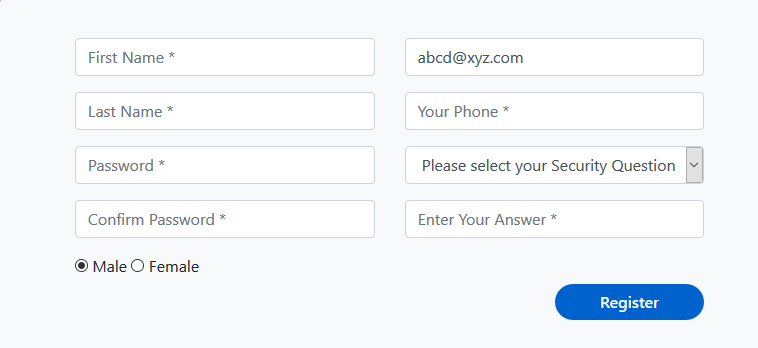 First Name *
abcd@xyz.com
Last Name *
Your Phone *
Password *
Please select your Security Question
Confirm Password *
Enter Your Answer *
Male Female
Register